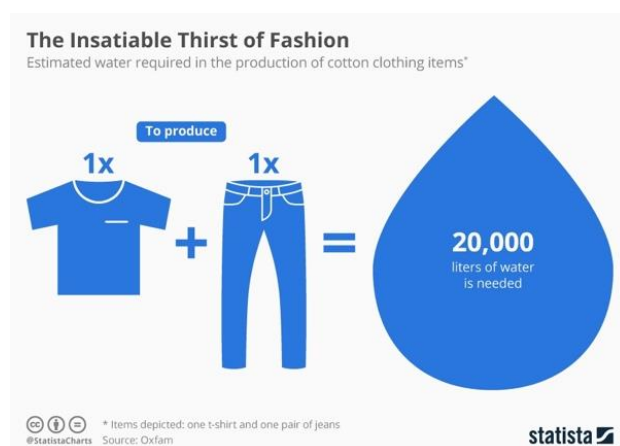 The Insatiable Thirst of Fashion
Estimated water required in the production of cotton clothing items*
To produce
1x
1x
+
=
20,000
liters of water
is needed
cc
* Items depicted: one t-shirt and one pair of jeans
@StatistaCharts Source: Oxfam
statista